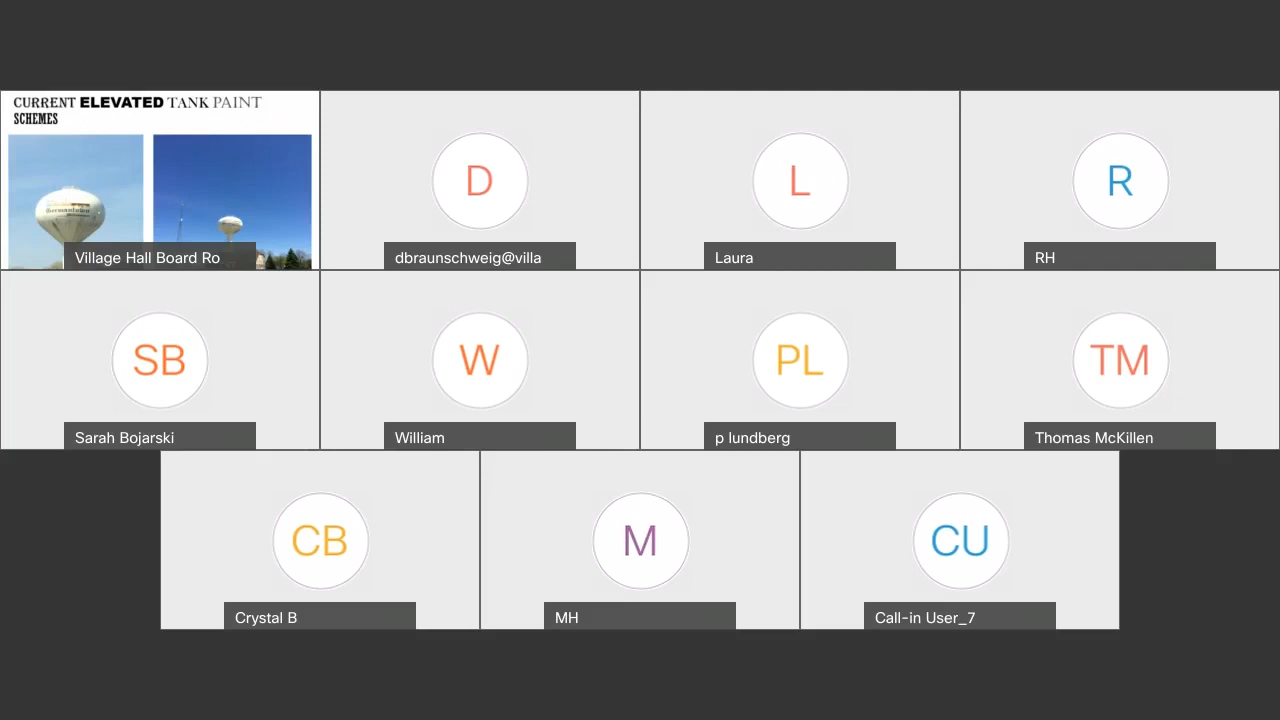 CURRENT ELEVATED TANK PAINT
SCHEMES
Germantown
Village Hall Board Ro
D
dbraunschweig@villa
L
Laura
R
RH
SB
Sarah Bojarski
W
William
PL
p lundberg
TM
Thomas McKillen
CB
Crystal B
M
MH
CU
Call-in User_7